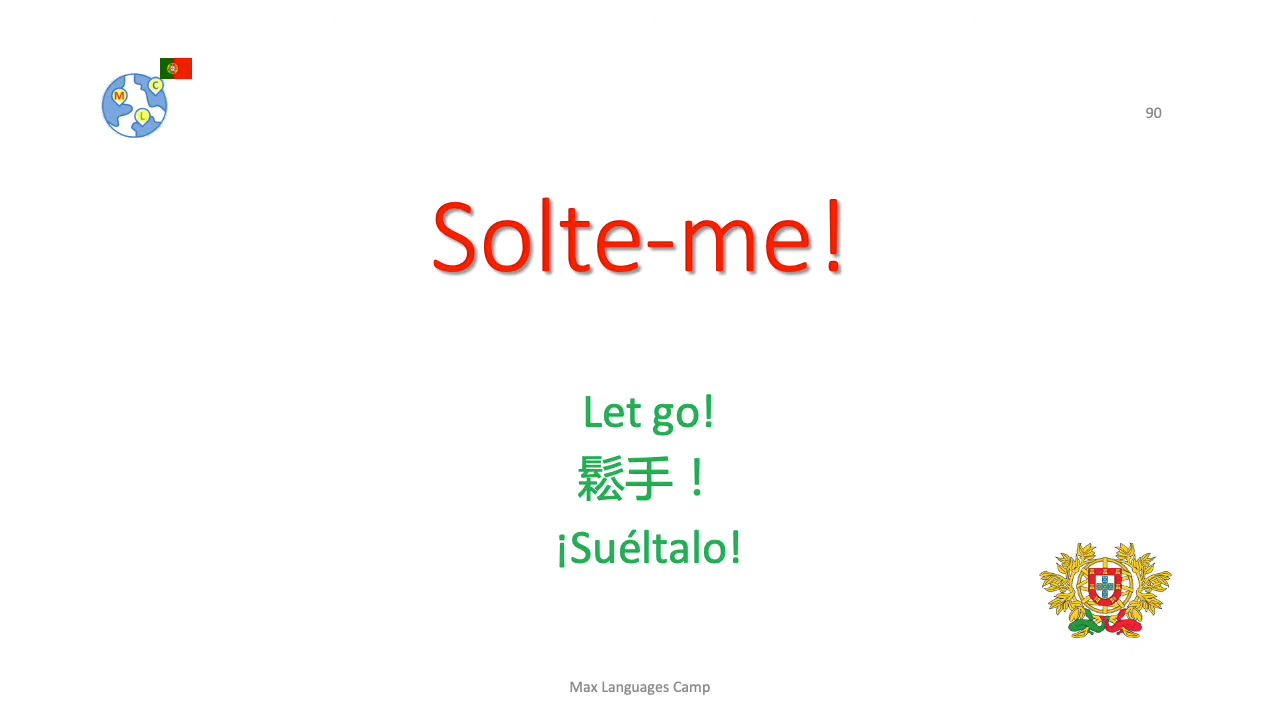 M
C
L
90
Solte-me!
Let go!
鬆手！
¡Suéltalo!
Max Languages Camp